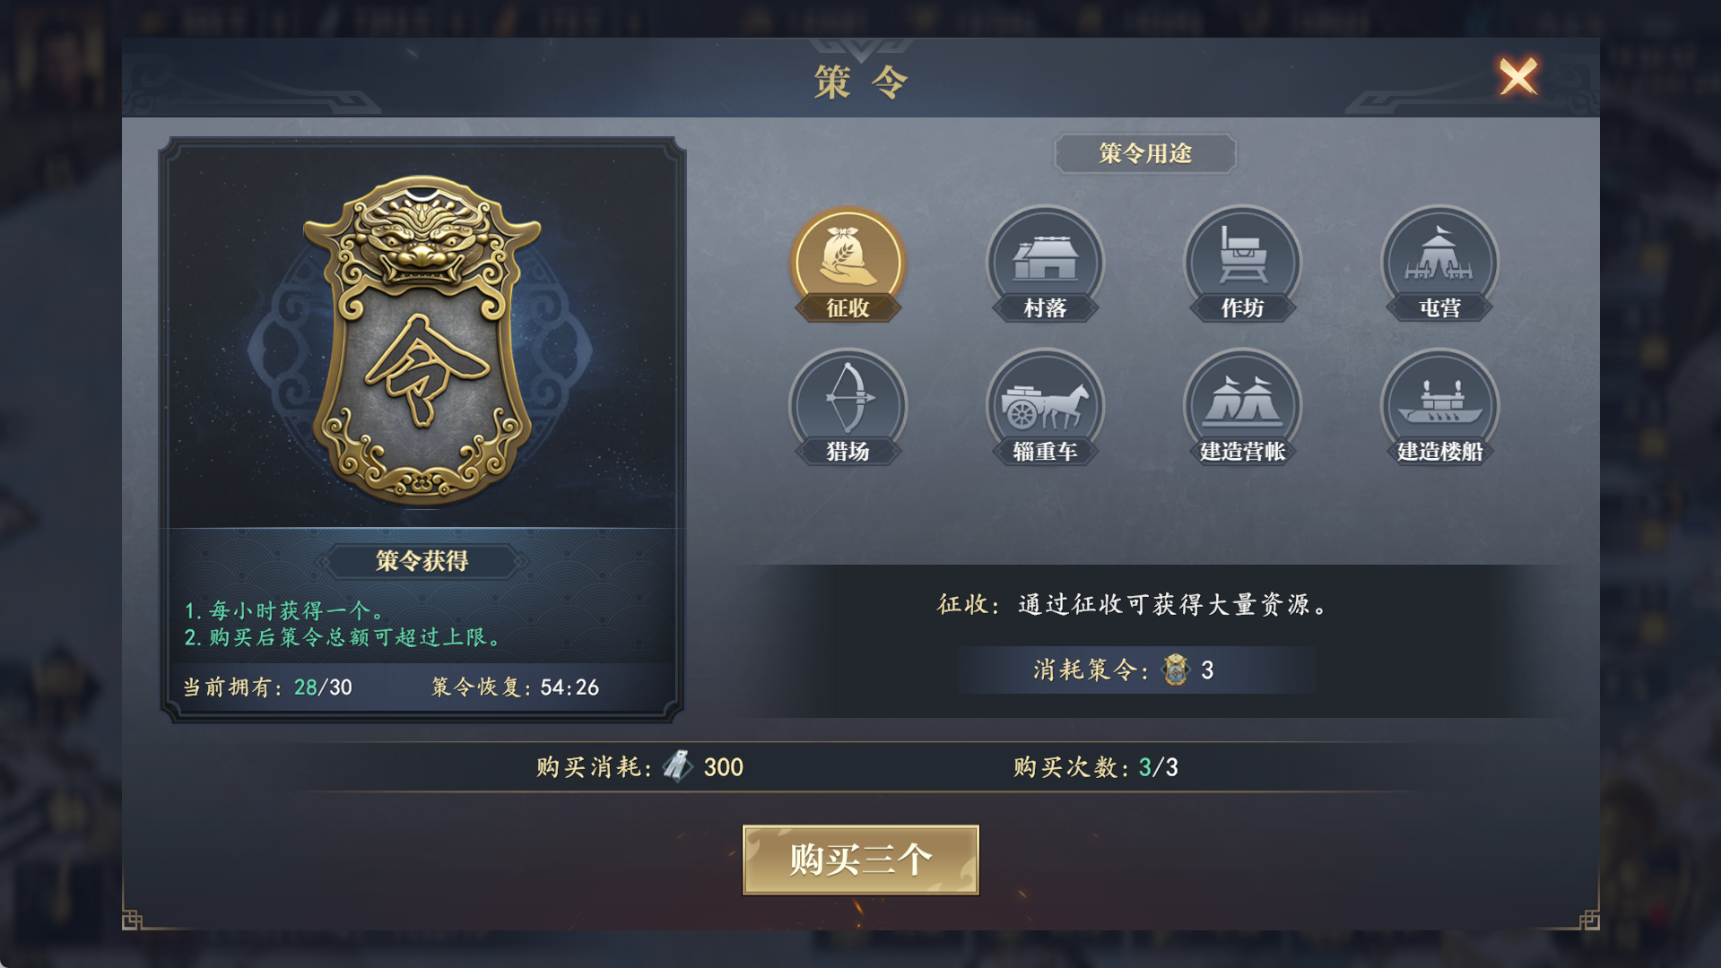 策令
策令用途
征收
村落
作坊
屯营
猎场
辎重车
建造营帐
建造楼船
令
策令获得
1.每小时获得一个。
2.购买后策令总额可超过上限。
当前拥有：28/30 策令恢复：54:26
征收：通过征收可获得大量资源。
消耗策令：3
购买消耗：300 购买次数：3/3
购买三个